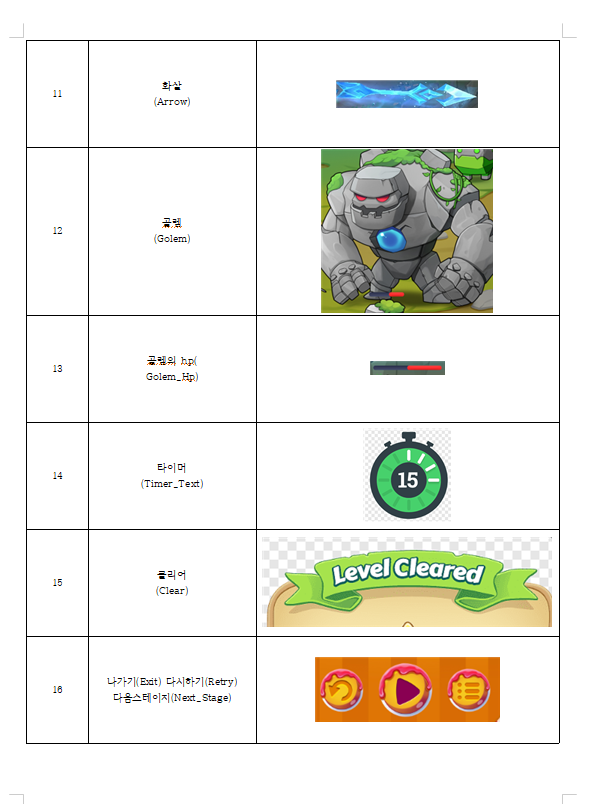 11
화살
(Arrow)
12
골렘
(Golem)
13
골렘의 hp(
Golem_Hp)
14
타이머
(Timer_Text)
15
15
클리어
(Clear)
Level Cleared
16
나가기(Exit) 다시하기(Retry)
다음스테이지(Next_Stage)